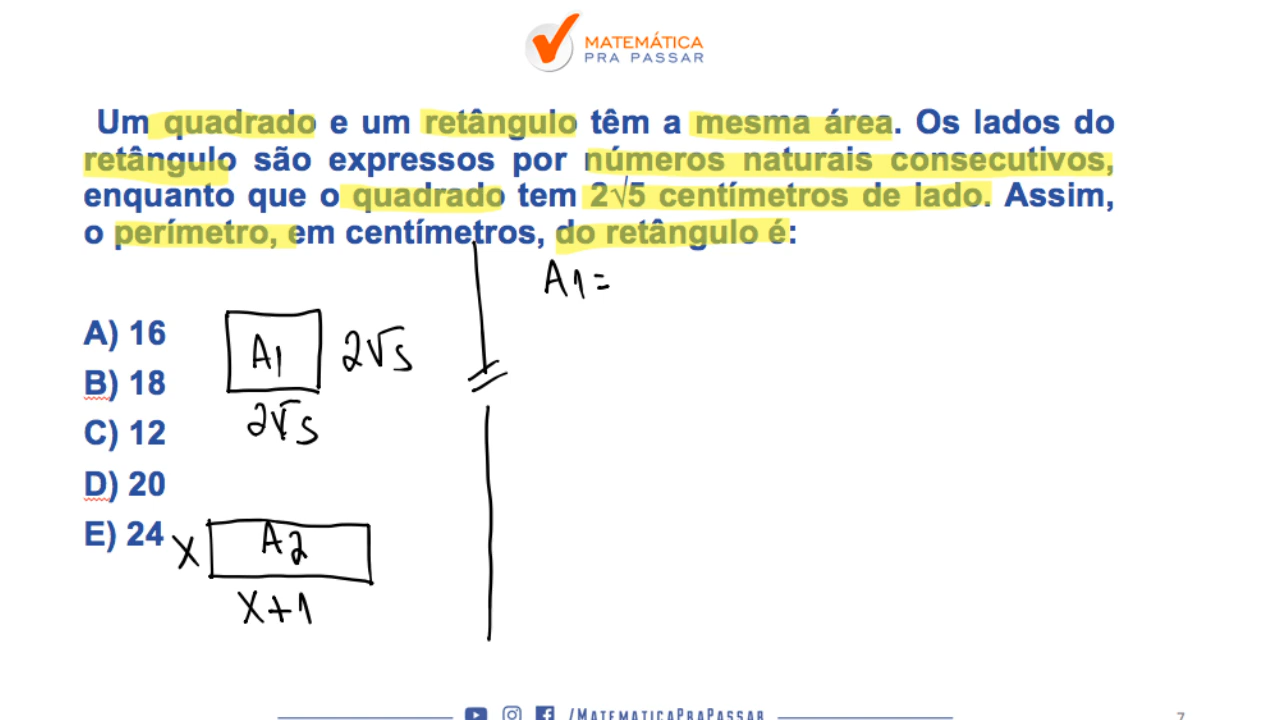 MATEMÁTICA
PRA PASSAR
Um quadrado e um retângulo têm a mesma área. Os lados do
retângulo são expressos por números naturais consecutivos,
enquanto que o quadrado tem 2√5 centímetros de lado. Assim,
o perímetro, em centímetros, do retângulo é:
A1=
A) 16
B) 18
C) 12
D) 20
E) 24
A1
2√5
2√5
A2
X
X+1
/MATEMATICAPRAPASSAR
7